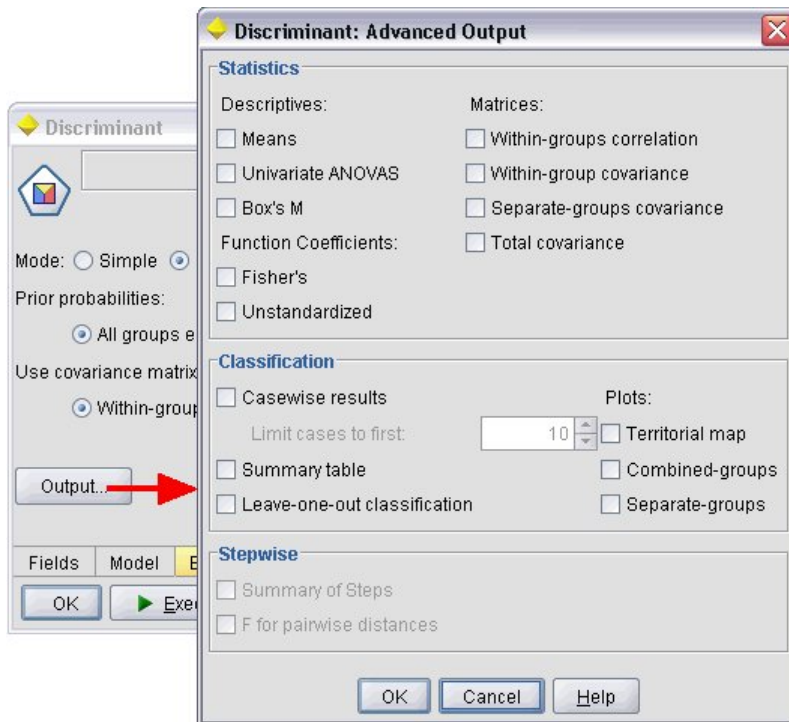 Discriminant: Advanced Output
Statistics
Descriptives:
Means
Univariate ANOVAS
Box's M
Function Coefficients:
Fisher's
Unstandardized
Matrices:
Within-groups correlation
Within-group covariance
Separate-groups covariance
Total covariance
Classification
Casewise results
Limit cases to first: 10
Summary table
Leave-one-out classification
Plots:
Territorial map
Combined-groups
Separate-groups
Stepwise
Summary of Steps
F for pairwise distances
OK Cancel Help
Discriminant
Mode: Simple
Prior probabilities:
All groups e
Use covariance matrix
Within-group
Output...
Fields Model E
OK Exe